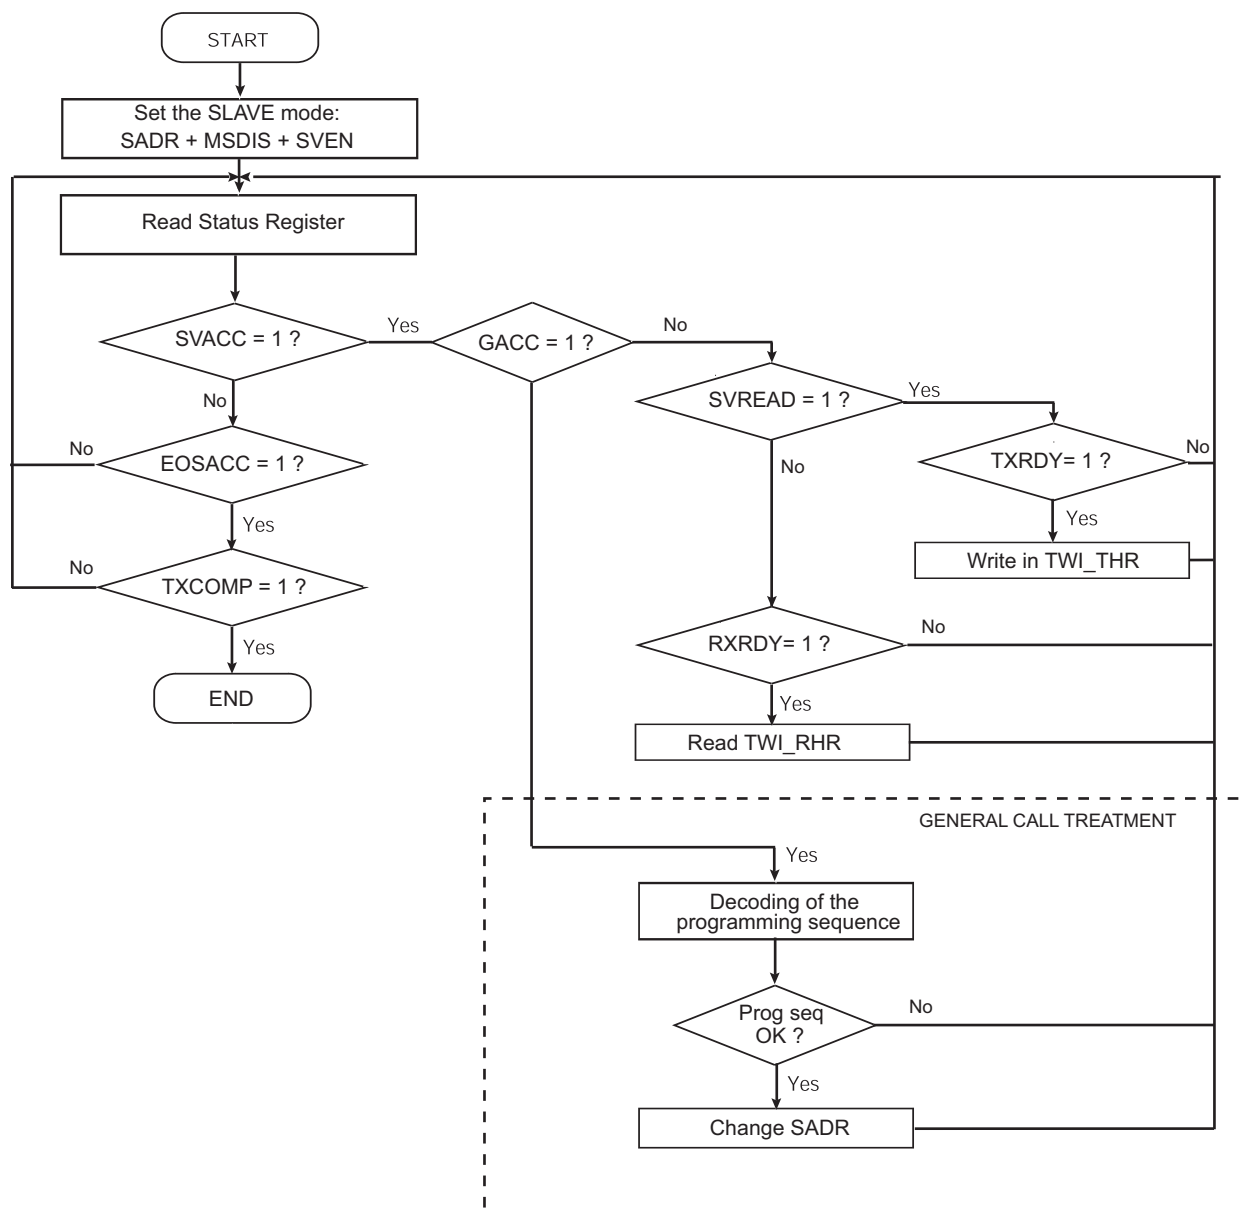 START
Set the SLAVE mode:
SADR + MSDIS + SVEN
Read Status Register
SVACC = 1 ?
Yes
GACC = 1 ?
No
SVREAD = 1 ?
Yes
No
EOSACC = 1 ?
No
TXRDY= 1 ?
No
No
Yes
Yes
Write in TWI_THR
No
TXCOMP = 1 ?
Yes
RXRDY= 1 ?
No
END
Yes
Read TWI_RHR
GENERAL CALL TREATMENT
Yes
Decoding of the
programming sequence
Prog seq
OK ?
No
Yes
Change SADR